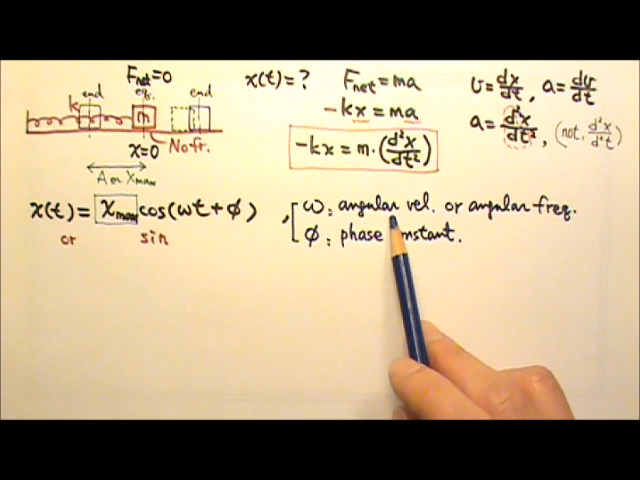 F_net=0
end eq. end
k m
x=0 No fr.
A or X_max
x(t)=? F_net = ma
-kx = ma
-kx = m·(d²x/dt²)
v = dx/dt, a = dv/dt
a = d²x/dt², (not, d²x/d²t)
x(t) = x_max cos(ωt+φ), [ω: angular vel. or angular freq.
or sin
φ: phase constant.